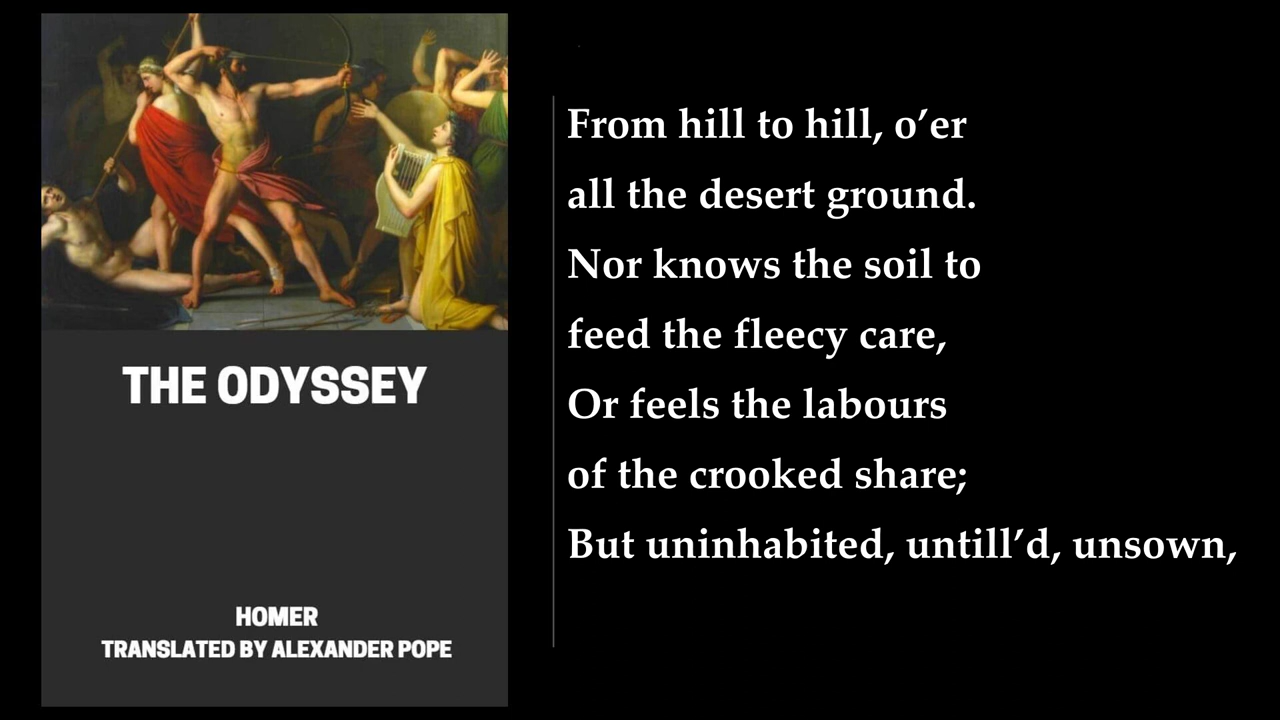 THE ODYSSEY
HOMER
TRANSLATED BY ALEXANDER POPE
From hill to hill, o’er
all the desert ground.
Nor knows the soil to
feed the fleecy care,
Or feels the labours
of the crooked share;
But uninhabited, untill’d, unsown,